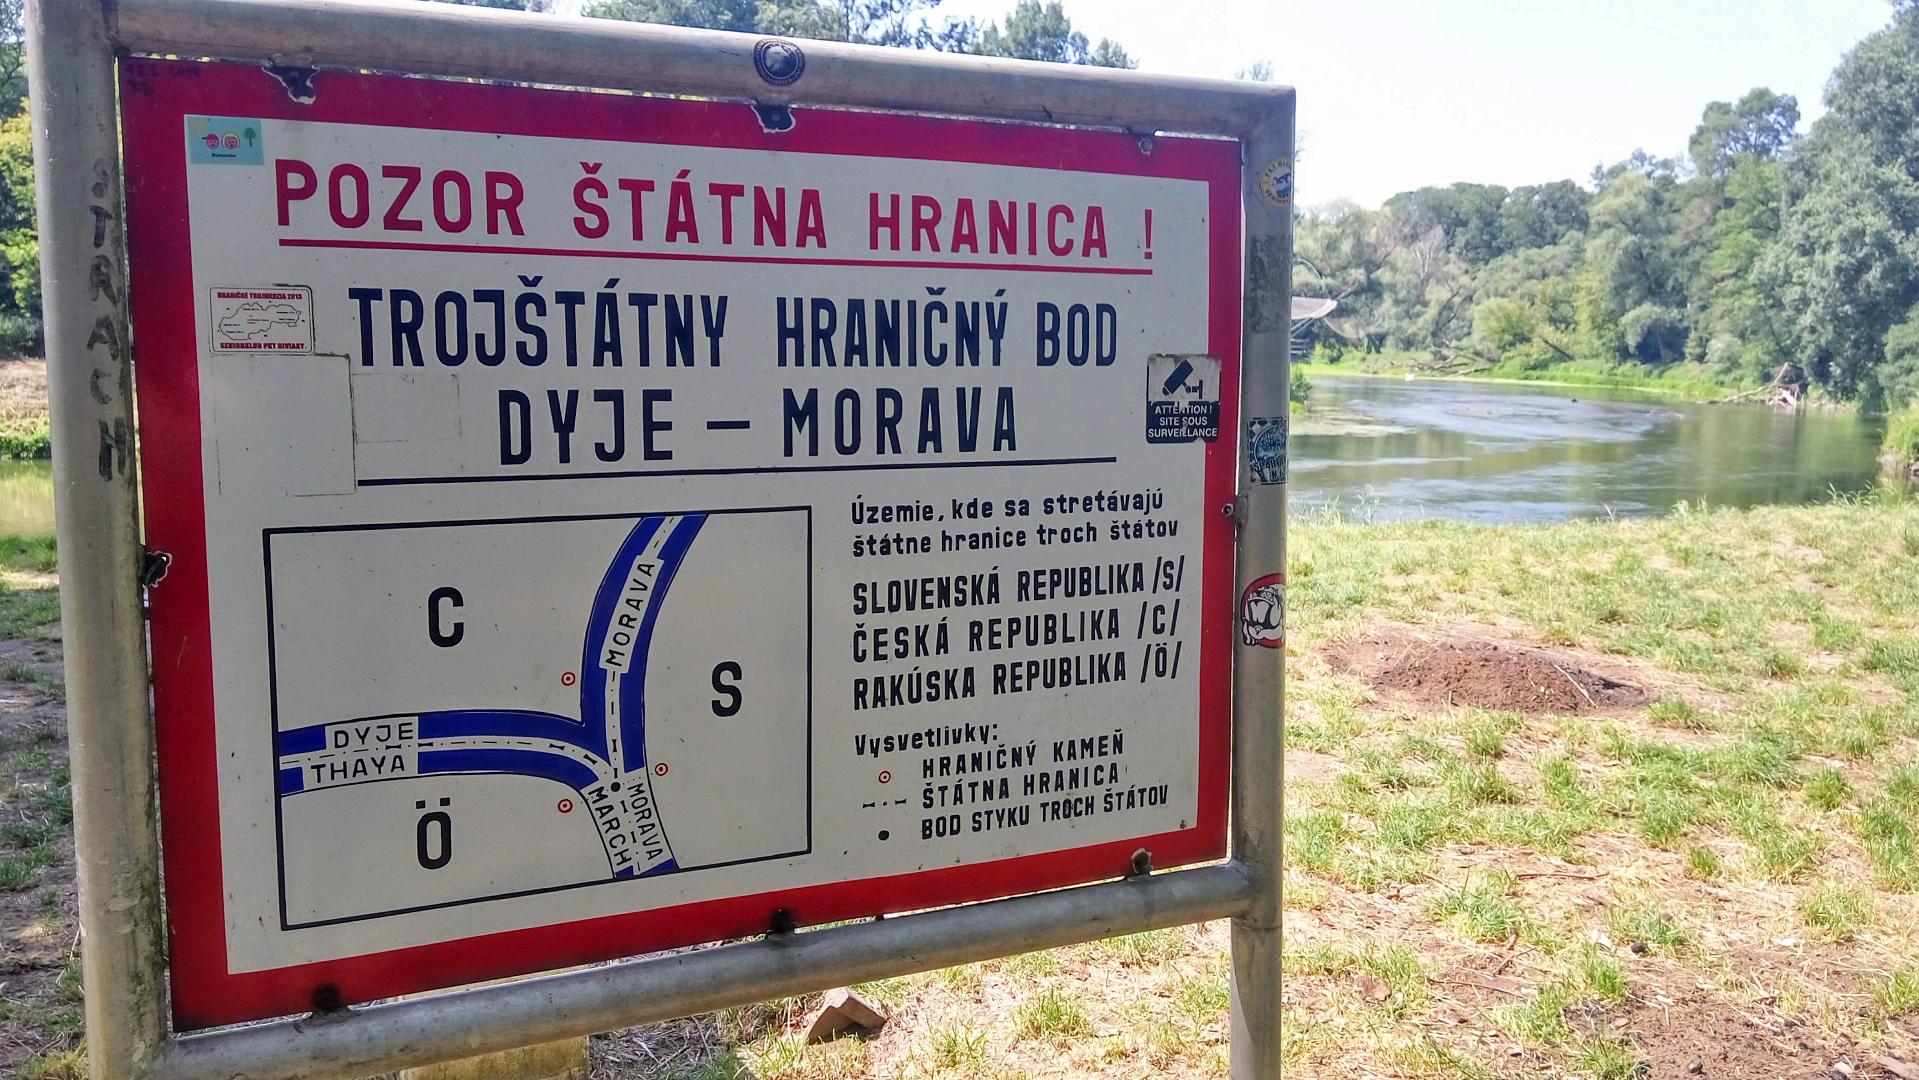 POZOR ŠTÁTNA HRANICA !
TROJŠTÁTNY HRANIČNÝ BOD
DYJE – MORAVA
Územie, kde sa stretávajú
štátne hranice troch štátov
SLOVENSKÁ REPUBLIKA /S/
ČESKÁ REPUBLIKA /C/
RAKÚSKA REPUBLIKA /Ö/
Vysvetlivky:
HRANIČNÝ KAMEŇ
ŠTÁTNA HRANICA
BOD STYKU TROCH ŠTÁTOV
C
S
Ö
MORAVA
DYJE
THAYA
MARCH
MORAVA
ATTENTION !
SITE SOUS
SURVEILLANCE
STRACH